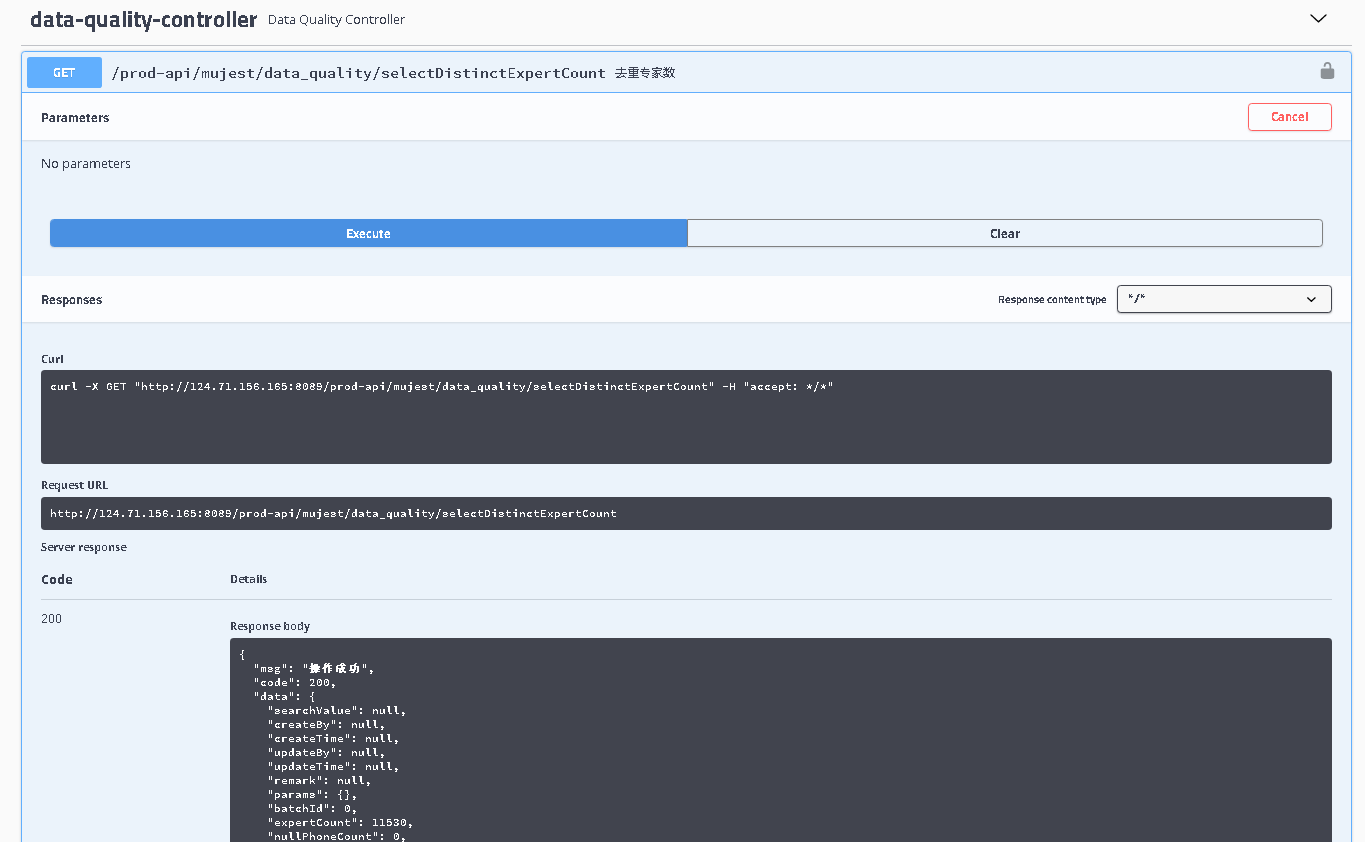 data-quality-controller Data Quality Controller
GET /prod-api/mujest/data_quality/selectDistinctExpertCount 去重专家数
Parameters Cancel
No parameters
Execute Clear
Responses Response content type */*
Curl
curl -X GET "http://124.71.156.165:8089/prod-api/mujest/data_quality/selectDistinctExpertCount" -H "accept: */*"
Request URL
http://124.71.156.165:8089/prod-api/mujest/data_quality/selectDistinctExpertCount
Server response
Code Details
200
Response body
{
"msg": "操作成功",
"code": 200,
"data": {
"searchValue": null,
"createBy": null,
"createTime": null,
"updateBy": null,
"updateTime": null,
"remark": null,
"params": {},
"batchId": 0,
"expertCount": 11530,
"nullPhoneCount": 0,